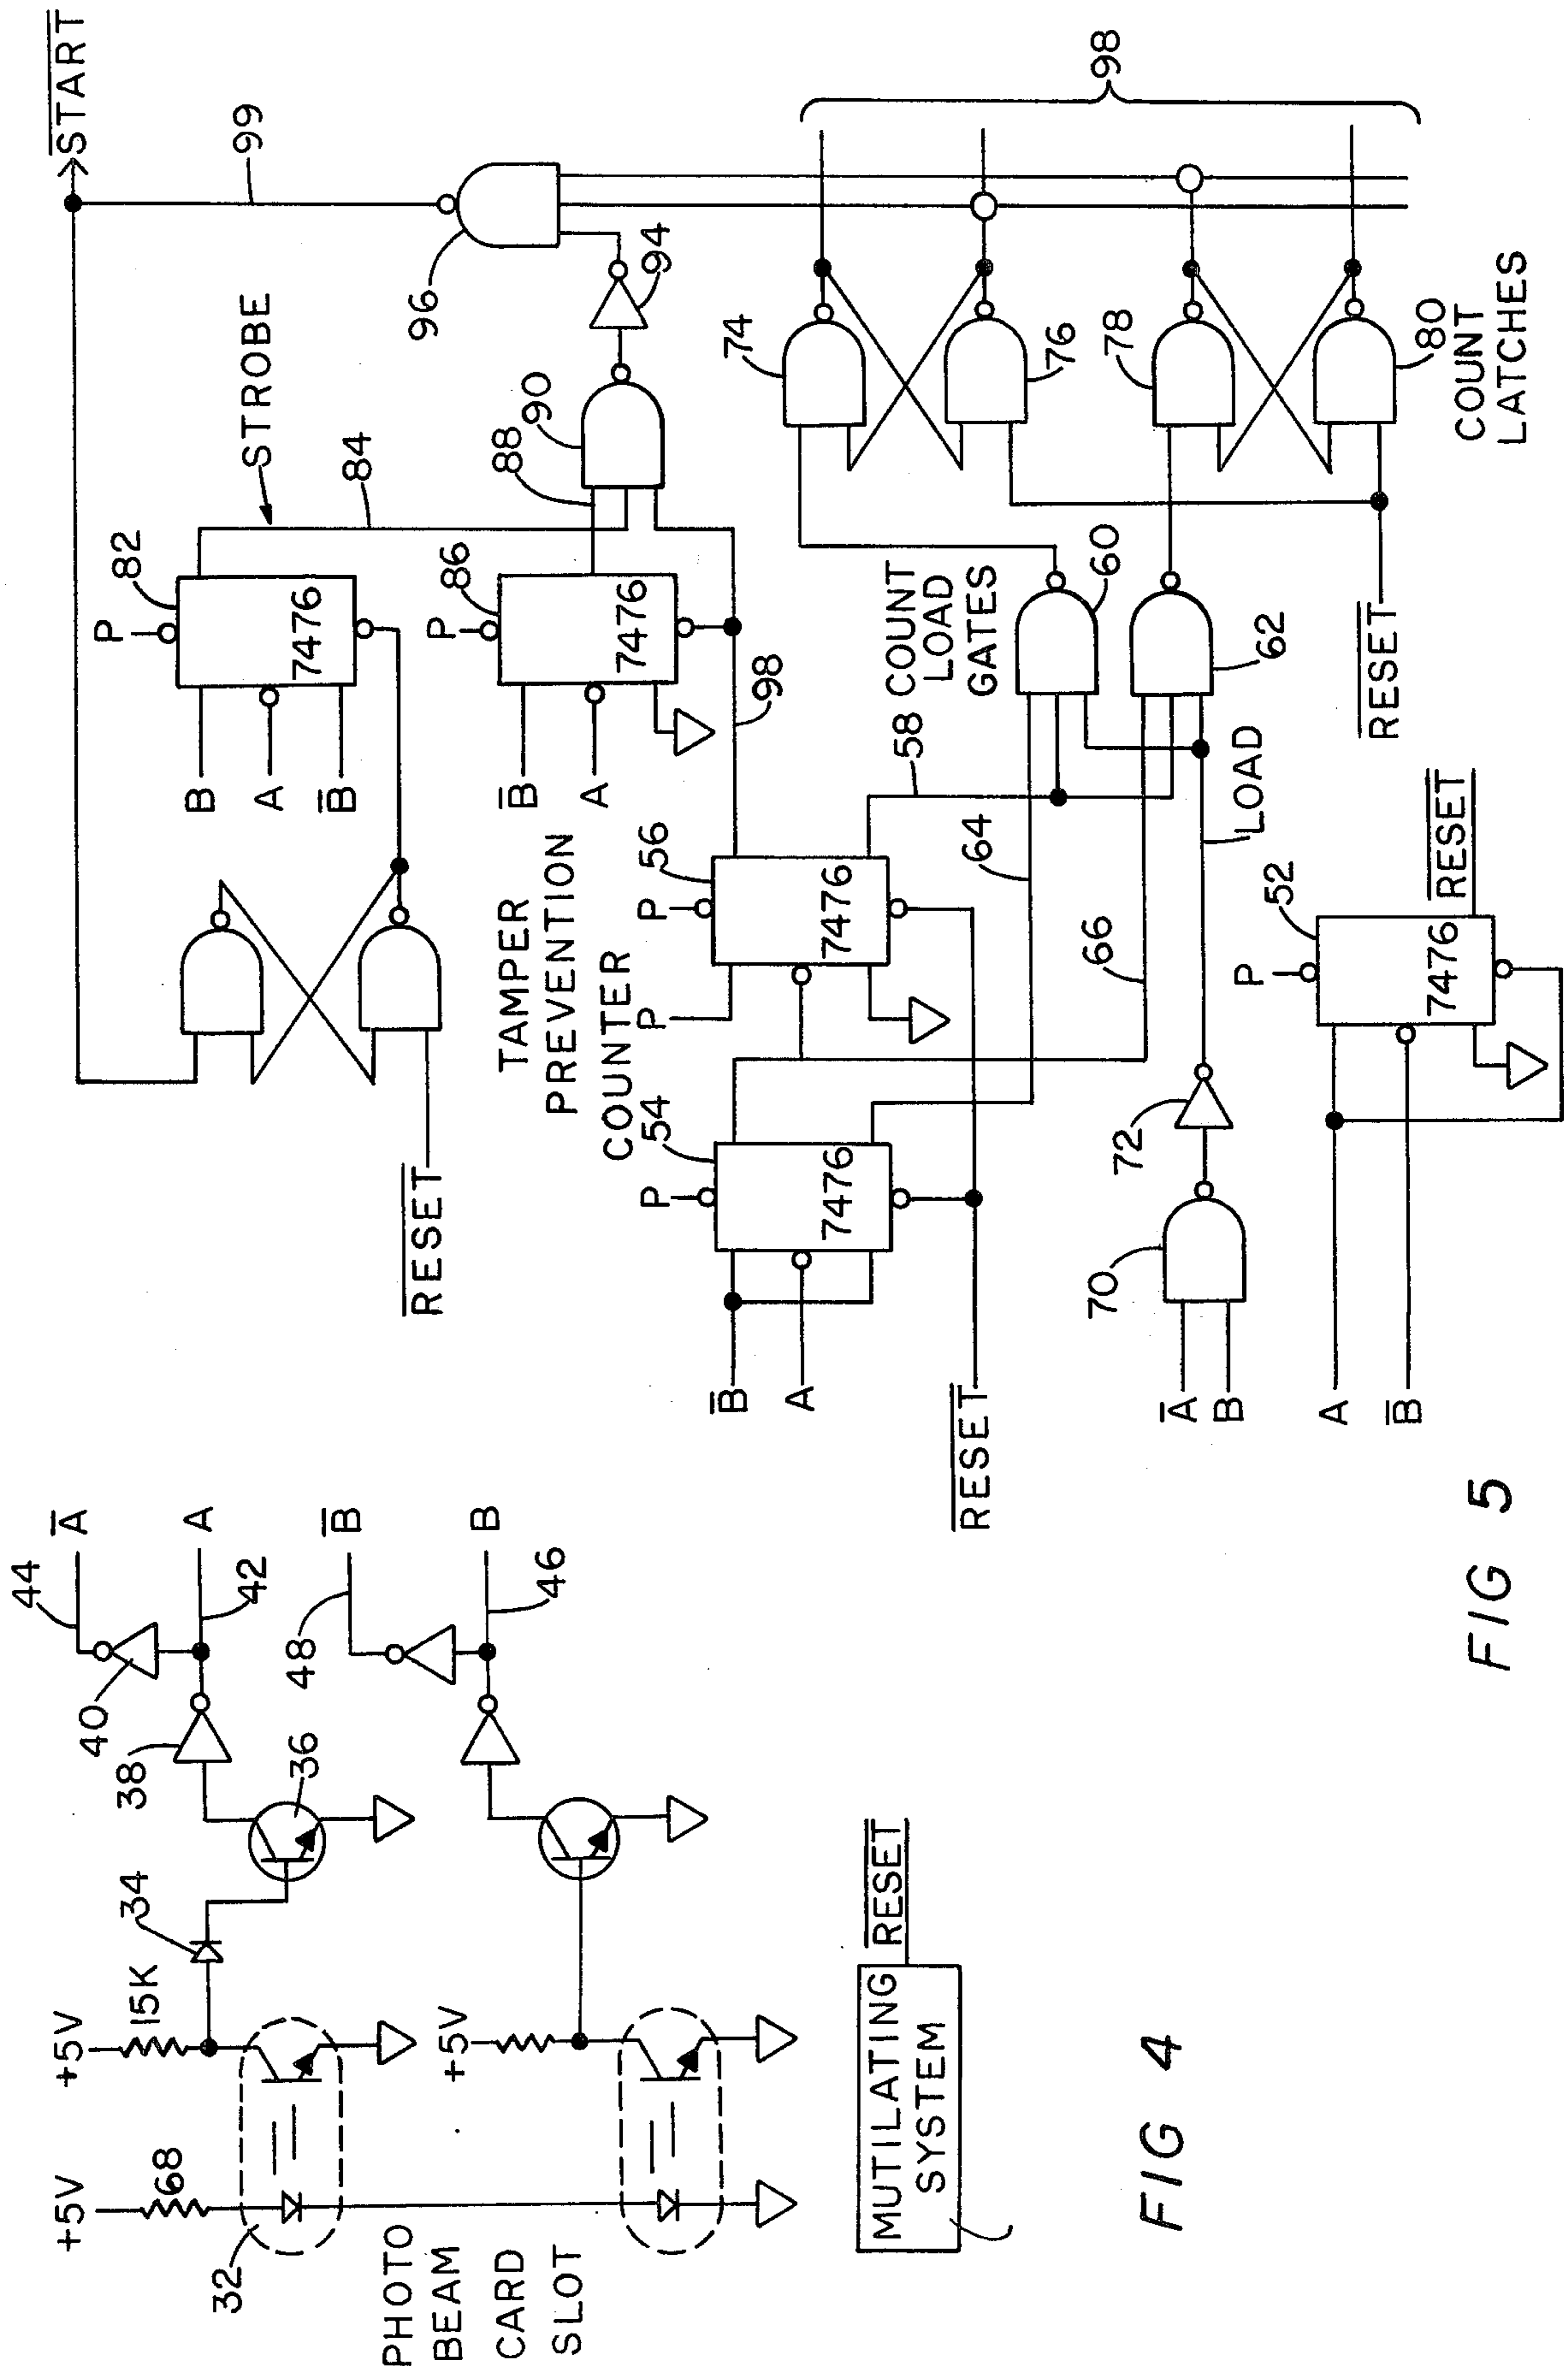 START
99
96
94
STROBE
84
82
P
7476
B
A
B
90
88
86
P
7476
B
A
98
RESET
TAMPER
PREVENTION
COUNTER
54
P
7476
B
A
56
P
7476
P
58
64
66
RESET
COUNT
LOAD
GATES
60
62
74
76
78
80
COUNT
LATCHES
98
RESET
LOAD
70
72
A
B
52
P
7476
RESET
A
B
FIG 5
+5V
68
32
+5V
15K
34
36
38
40
44
A
A
42
PHOTO
BEAM
CARD
SLOT
+5V
48
B
B
46
MUTILATING
SYSTEM
RESET
FIG 4